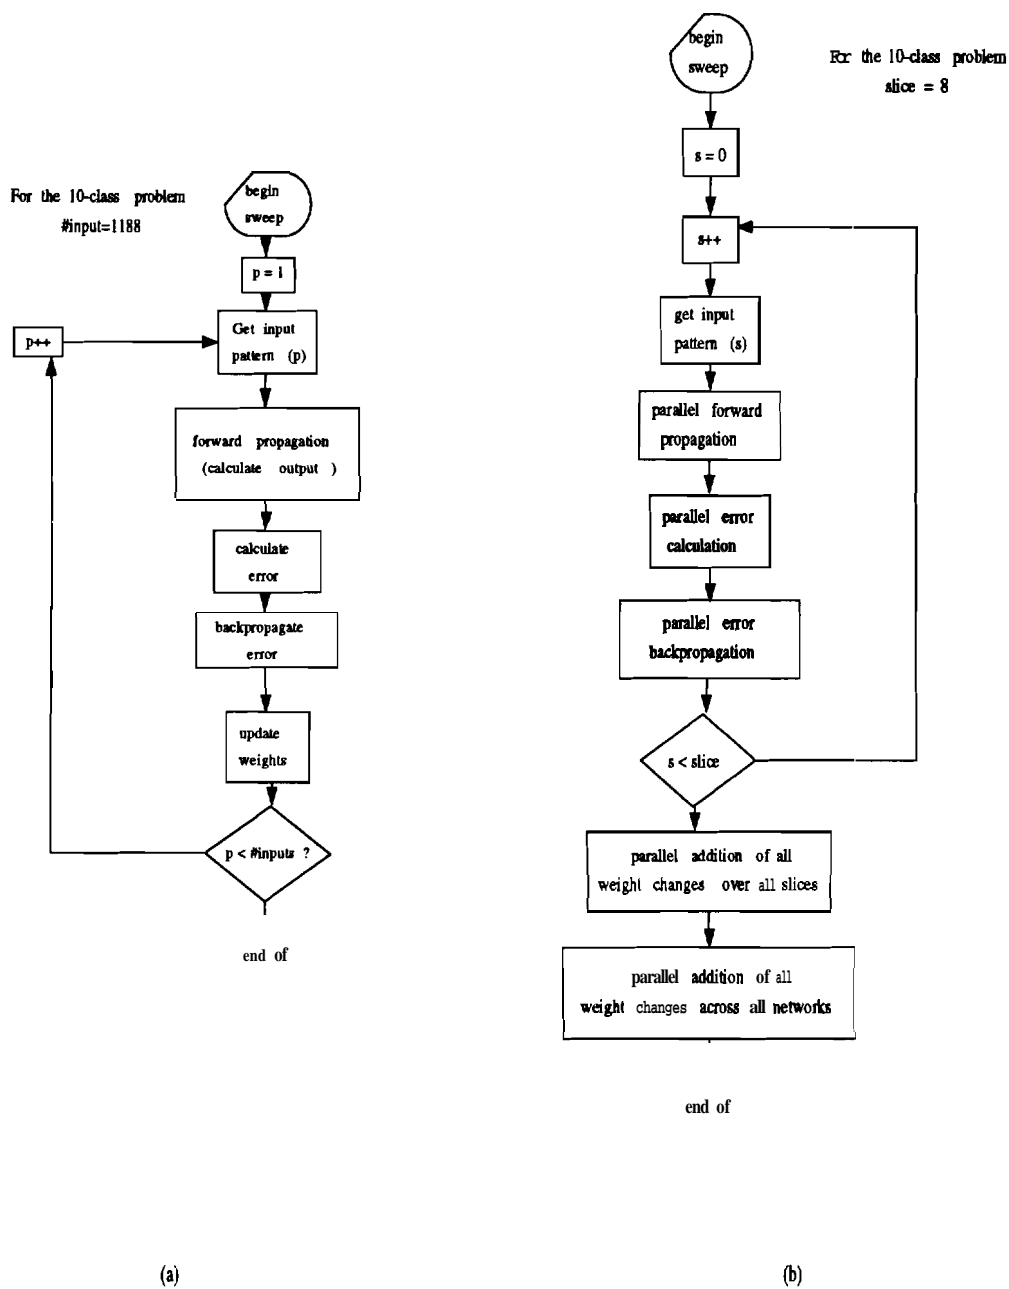 For the 10-class problem
#input=1188
begin
sweep
p = 1
Get input
pattern (p)
p++
forward propagation
(calculate output )
calculate
error
backpropagate
error
update
weights
p < #inputs ?
end of
(a)
For the 10-class problem
slice = 8
begin
sweep
s = 0
s++
get input
pattern (s)
parallel forward
propagation
parallel error
calculation
parallel error
backpropagation
s < slice
parallel addition of all
weight changes over all slices
parallel addition of all
weight changes across all networks
end of
(b)